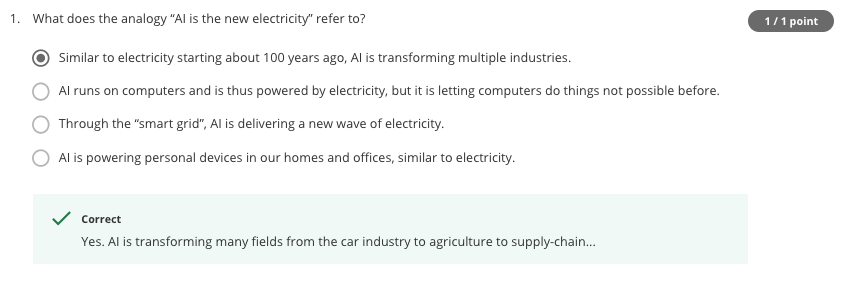 1. What does the analogy “AI is the new electricity” refer to?
1 / 1 point
Similar to electricity starting about 100 years ago, AI is transforming multiple industries.
AI runs on computers and is thus powered by electricity, but it is letting computers do things not possible before.
Through the “smart grid”, AI is delivering a new wave of electricity.
AI is powering personal devices in our homes and offices, similar to electricity.
Correct
Yes. AI is transforming many fields from the car industry to agriculture to supply-chain...